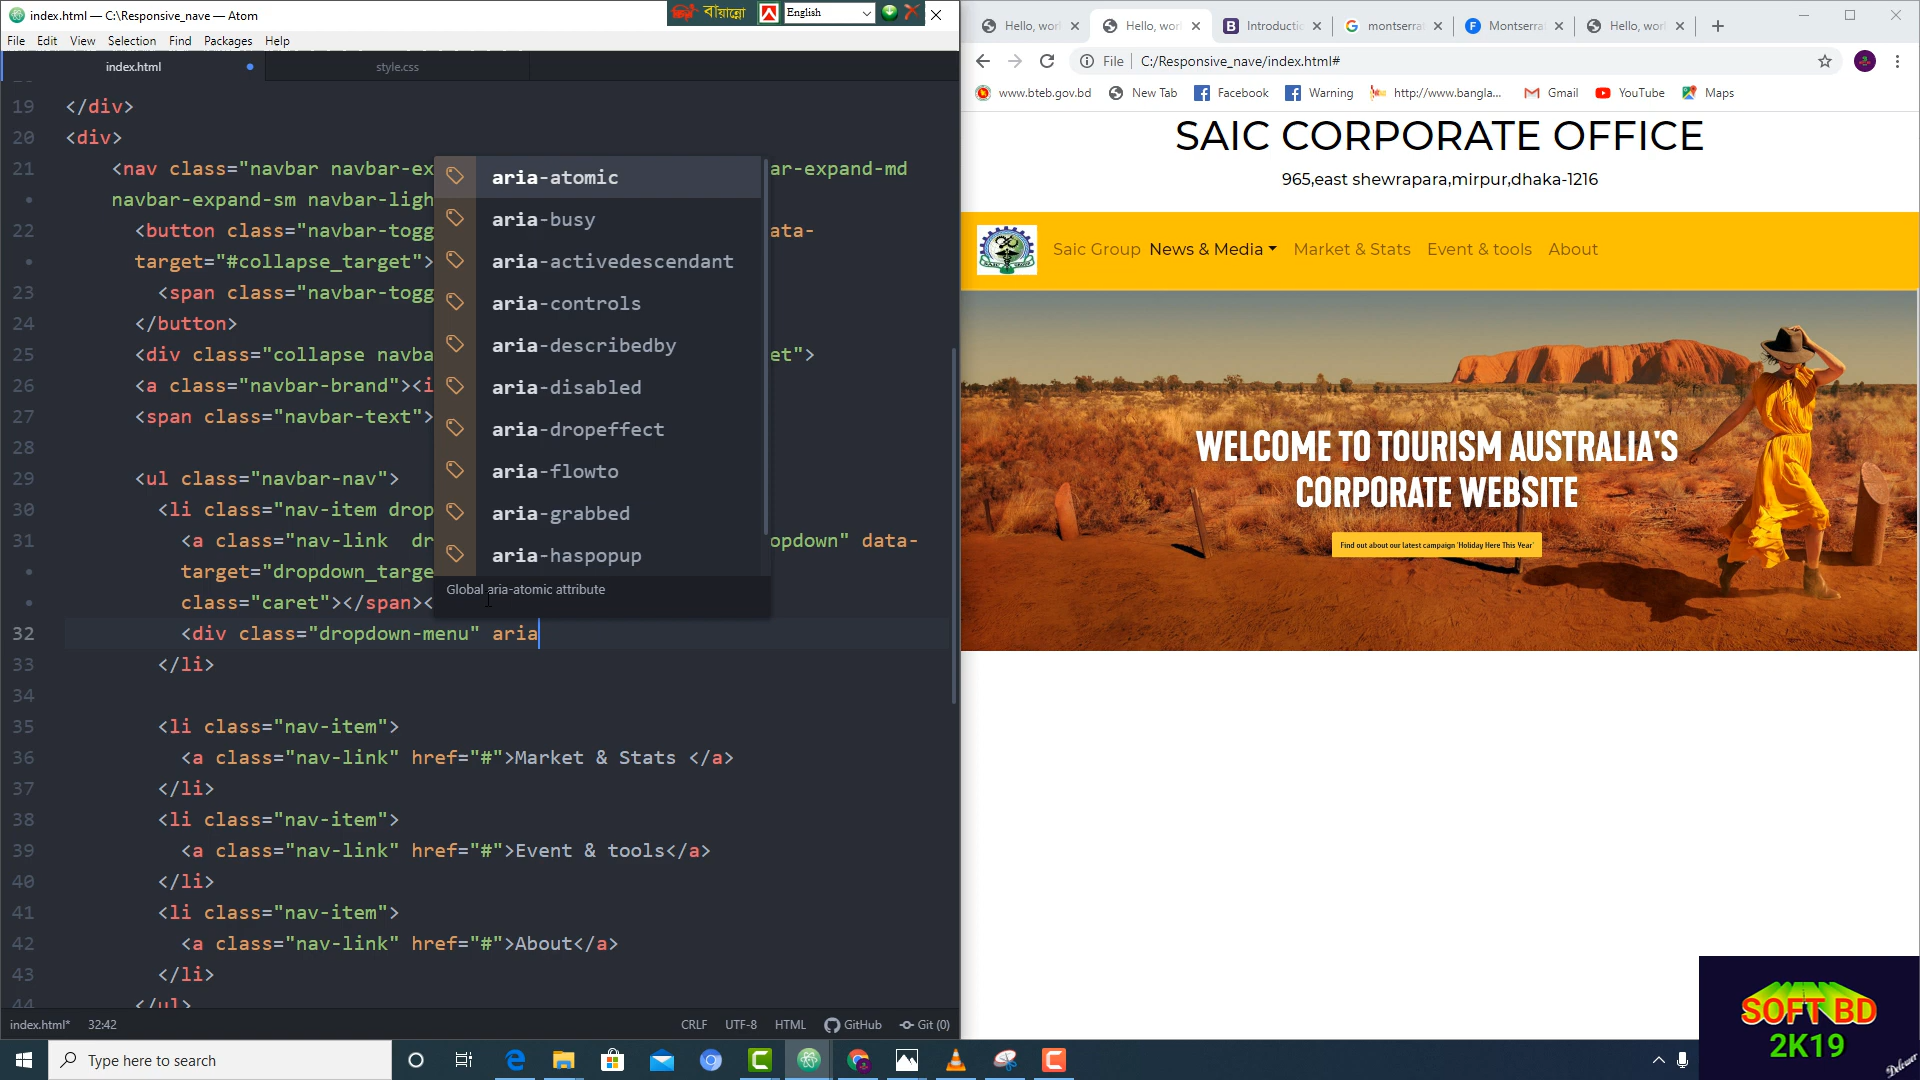 index.html — C:\Responsive_nave — Atom
বাঁয়ান্নো
English
File Edit View Selection Find Packages Help
index.html
style.css
19 </div>
20 <div>
21 <nav class="navbar navbar-ex
ar-expand-md
navbar-expand-sm navbar-ligh
22 <button class="navbar-togg
ata-
target="#collapse_target">
23 <span class="navbar-togg
24 </button>
25 <div class="collapse navba
et">
26 <a class="navbar-brand"><i
27 <span class="navbar-text">
28
29 <ul class="navbar-nav">
30 <li class="nav-item drop
31 <a class="nav-link  dr
opdown" data-
target="dropdown_targe
class="caret"></span><
32 <div class="dropdown-menu" aria
33 </li>
34
35 <li class="nav-item">
36 <a class="nav-link" href="#">Market & Stats </a>
37 </li>
38 <li class="nav-item">
39 <a class="nav-link" href="#">Event & tools</a>
40 </li>
41 <li class="nav-item">
42 <a class="nav-link" href="#">About</a>
43 </li>
44 </ul>
aria-atomic
aria-busy
aria-activedescendant
aria-controls
aria-describedby
aria-disabled
aria-dropeffect
aria-flowto
aria-grabbed
aria-haspopup
Global aria-atomic attribute
index.html* 32:42 CRLF UTF-8 HTML GitHub Git (0)
Hello, wor Hello, wor Introductio montserra Montserra Hello, wor
File C:/Responsive_nave/index.html#
www.bteb.gov.bd New Tab Facebook Warning http://www.bangla... Gmail YouTube Maps
SAIC CORPORATE OFFICE
965,east shewrapara,mirpur,dhaka-1216
Saic Group News & Media Market & Stats Event & tools About
WELCOME TO TOURISM AUSTRALIA'S
CORPORATE WEBSITE
Find out about our latest campaign 'Holiday Here This Year'
SOFT BD
2K19
Delowar
Type here to search